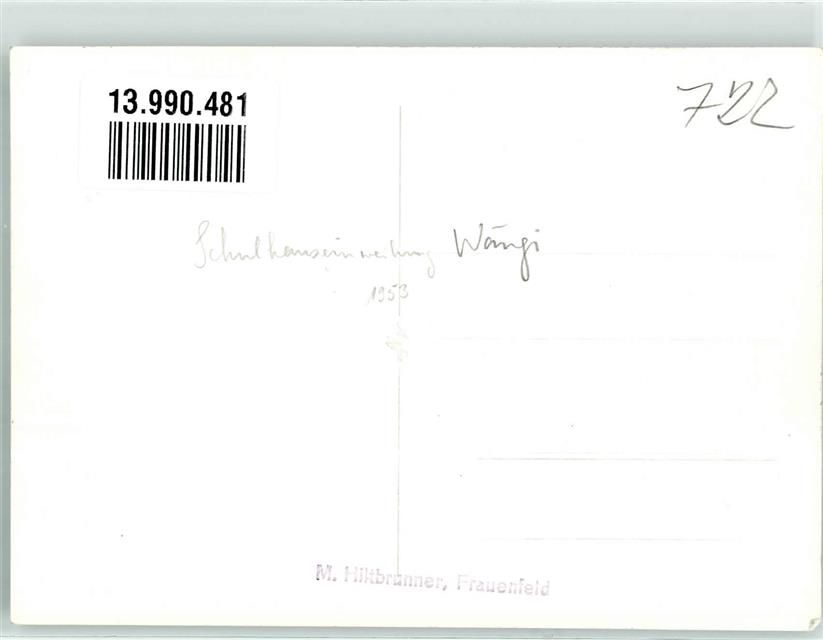 13.990.481
722
Schulhauseinweihung Wängi
1953
M. Hiltbrunner, Frauenfeld